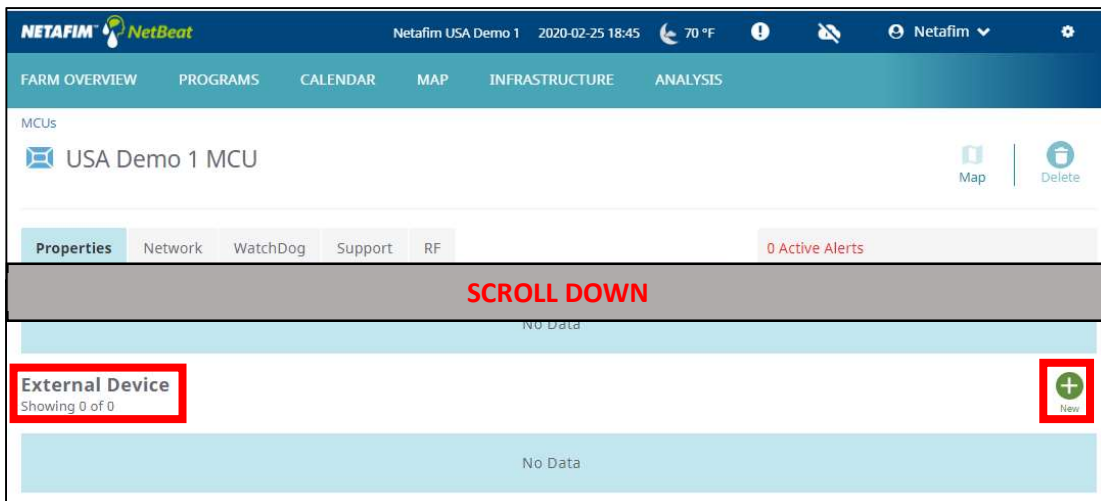 NETAFIM™ NetBeat Netafim USA Demo 1 2020-02-25 18:45 70 °F Netafim
FARM OVERVIEW PROGRAMS CALENDAR MAP INFRASTRUCTURE ANALYSIS
MCUs
USA Demo 1 MCU
Map Delete
Properties Network WatchDog Support RF 0 Active Alerts
SCROLL DOWN
No Data
External Device
Showing 0 of 0
New
No Data